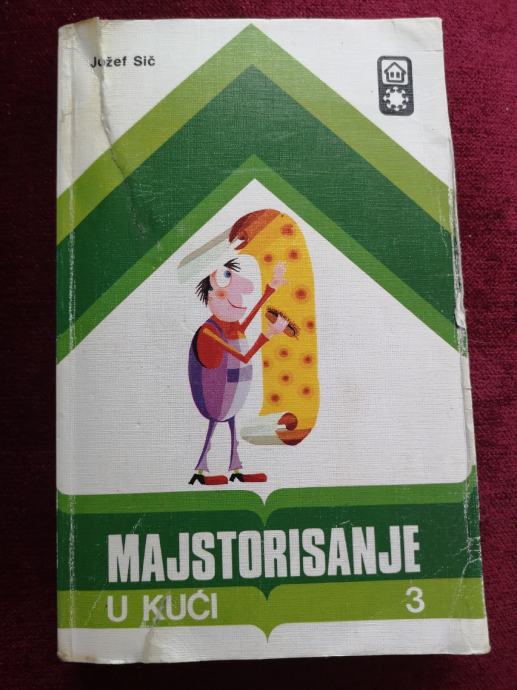 Jožef Sič
MAJSTORISANJE
U KUĆI 3